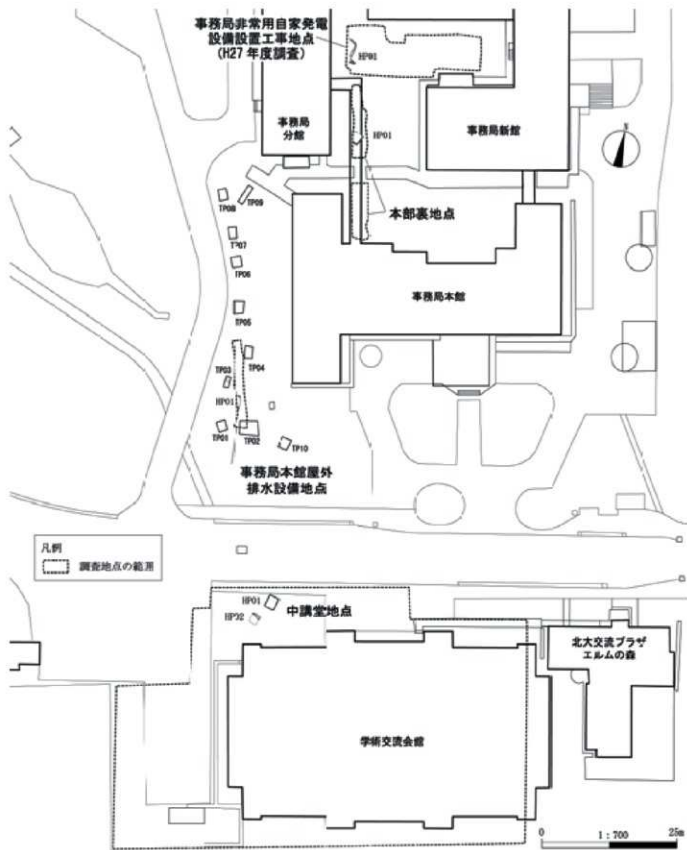 事務局非常用自家発電
設備設置工事地点
(H27年度調査)
HP01
事務局
分館
HP01
事務局新館
N
TP08
TP09
本部裏地点
TP07
TP06
事務局本館
TP05
TP03
TP04
HP01
TP01
TP02
TP10
事務局本館屋外
排水設備地点
凡例
調査地点の範囲
HP01
中講堂地点
HP02
北大交流プラザ
エルムの森
学術交流会館
0
1:700
25m